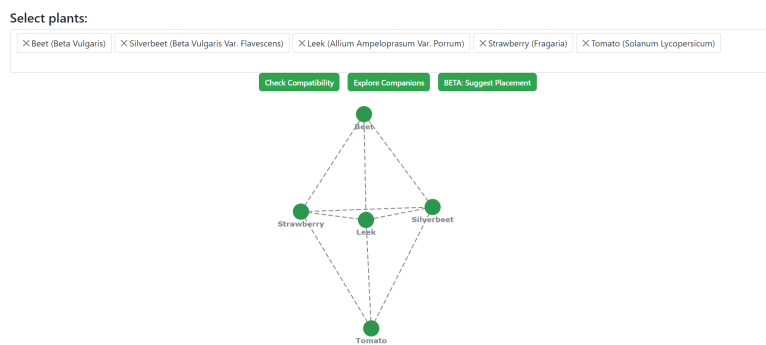 Select plants:
×Beet (Beta Vulgaris) ×Silverbeet (Beta Vulgaris Var. Flavescens) ×Leek (Allium Ampeloprasum Var. Porrum) ×Strawberry (Fragaria) ×Tomato (Solanum Lycopersicum)
Check Compatibility Explore Companions BETA: Suggest Placement
Beet
Strawberry Leek Silverbeet
Tomato